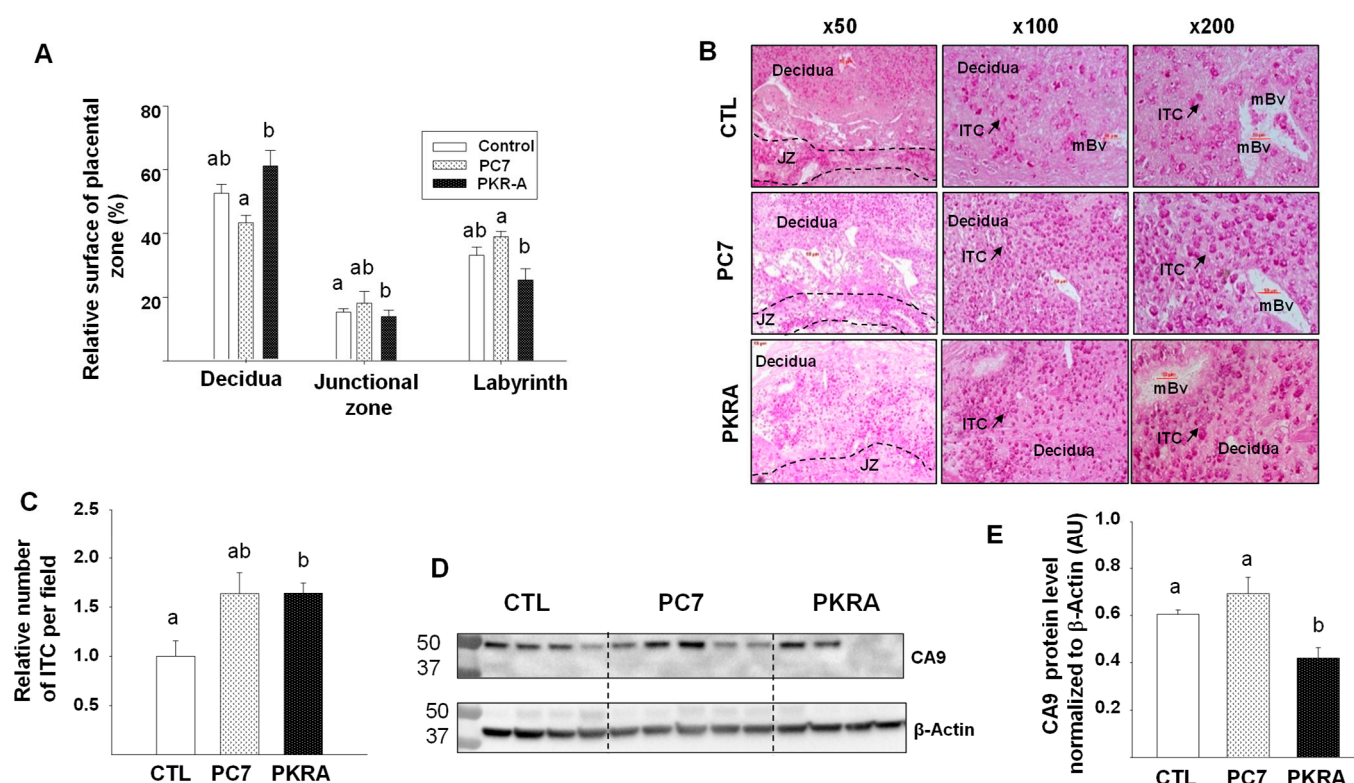 A
Relative surface of placental
zone (%)
80
60
40
20
ab
a
b
a
ab
b
ab
a
b
Control
PC7
PKR-A
Decidua
Junctional
zone
Labyrinth
B
x50
x100
x200
CTL
Decidua
JZ
Decidua
ITC
mBv
ITC
mBv
mBv
PC7
Decidua
JZ
Decidua
ITC
ITC
mBv
PKRA
Decidua
JZ
ITC
Decidua
mBv
ITC
Decidua
C
Relative number
of ITC per field
2.5
2.0
1.5
1.0
0.5
a
ab
b
CTL
PC7
PKRA
D
CTL
PC7
PKRA
50
37
CA9
50
37
β-Actin
E
CA9 protein level
normalized to β-Actin (AU)
1.0
0.8
0.6
0.4
0.2
a
a
b
CTL
PC7
PKRA